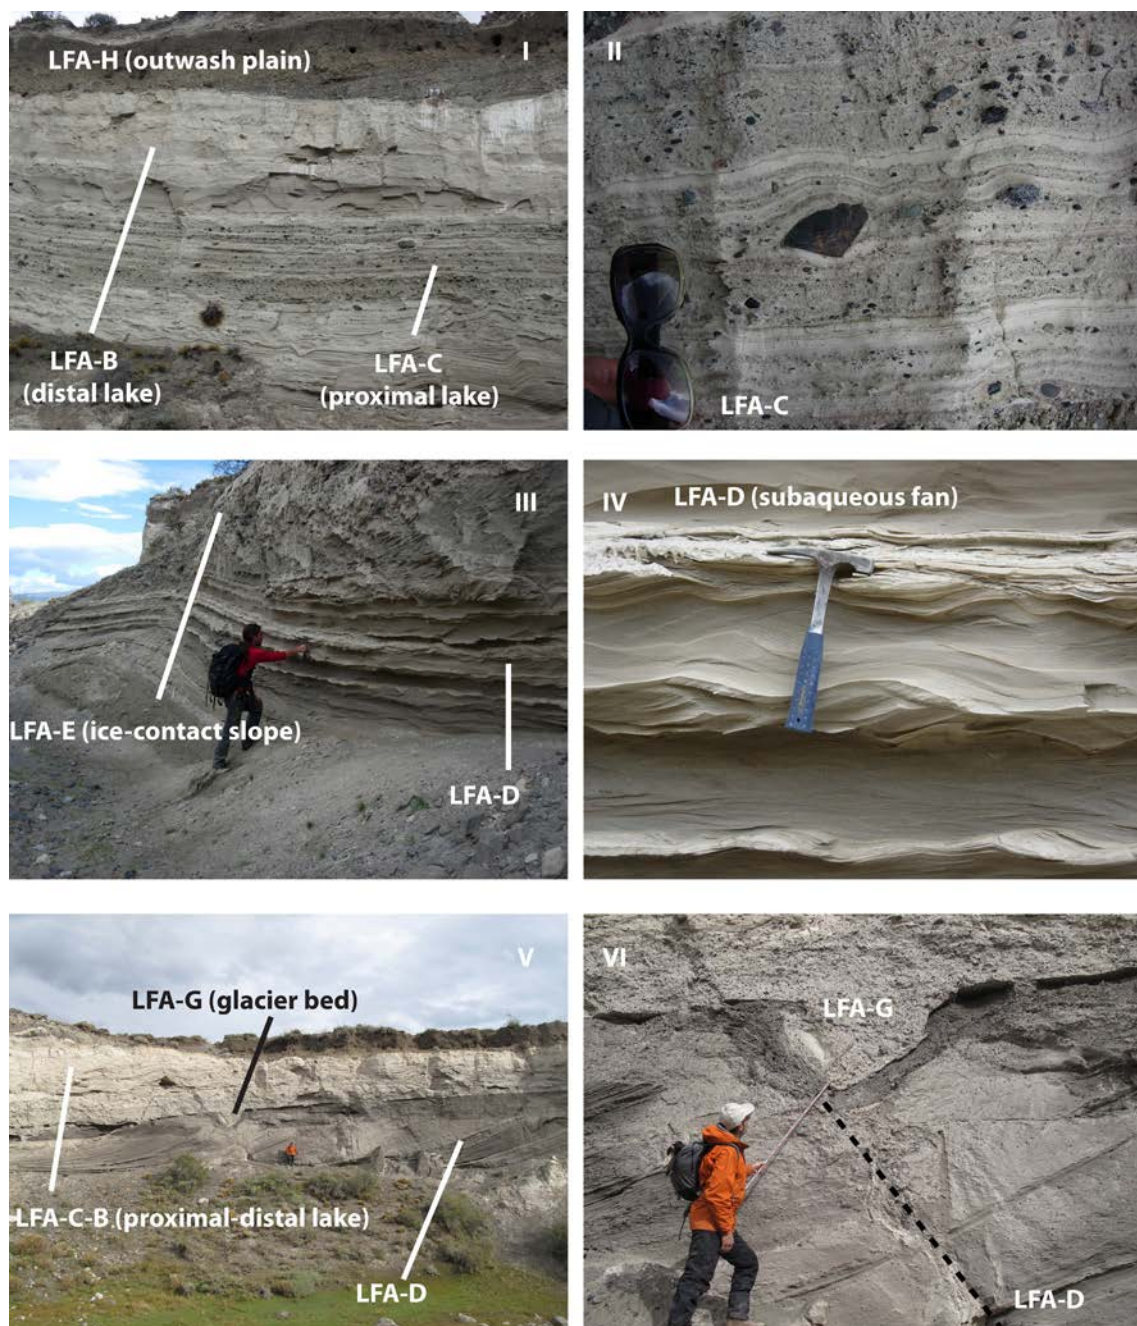 LFA-H (outwash plain)
I
LFA-B
(distal lake)
LFA-C
(proximal lake)
II
LFA-C
III
LFA-E (ice-contact slope)
LFA-D
IV
LFA-D (subaqueous fan)
V
LFA-G (glacier bed)
LFA-C-B (proximal-distal lake)
LFA-D
VI
LFA-G
LFA-D